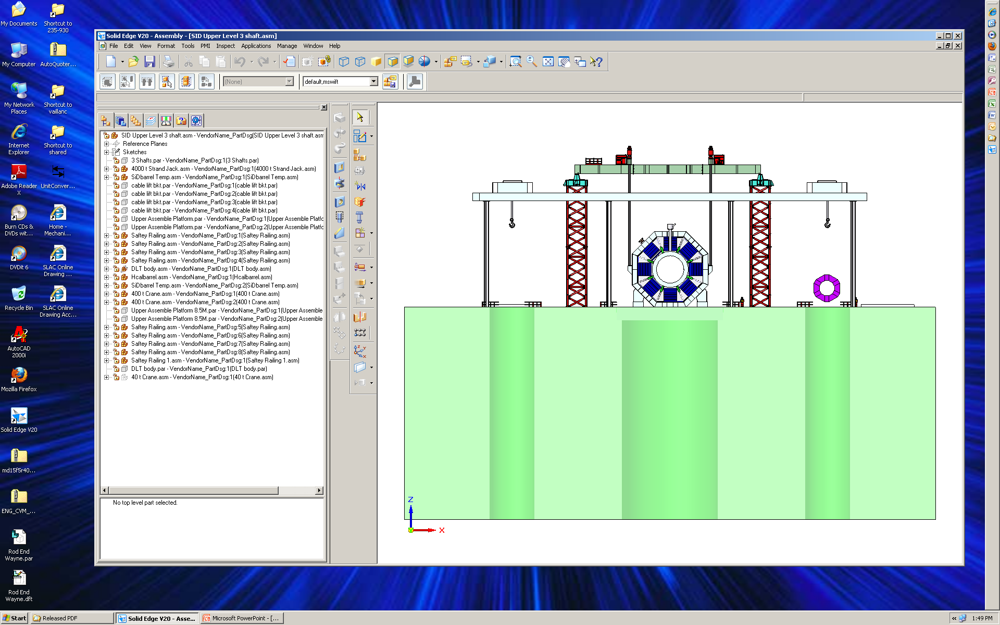 My Documents
Shortcut to
235-930
My Computer
AutoQuoter...
My Network
Places
Shortcut to
vaillanc
Internet
Explorer
Shortcut to
shared
Adobe Reader
X
UnitConver...
Burn CDs &
DVDs wit...
Home -
Mechani...
DVDit 6
SLAC Online
Drawing ...
Recycle Bin
SLAC Online
Drawing Acc...
AutoCAD
2000i
Mozilla Firefox
Solid Edge V20
md15f5r40...
ENG_CVM_...
Rod End
Wayne.par
Rod End
Wayne.dft
Solid Edge V20 - Assembly - [SID Upper Level 3 shaft.asm]
File Edit View Format Tools PMI Inspect Applications Manage Window Help
(None)
default,mswift
SID Upper Level 3 shaft.asm - VendorName_PartDsg(SID Upper Level 3 shaft.asm
Reference Planes
Sketches
3 Shafts.par - VendorName_PartDsg:1(3 Shafts.par)
4000 t Strand Jack.asm - VendorName_PartDsg:1(4000 t Strand Jack.asm)
SiDbarrel Temp.asm - VendorName_PartDsg:1(SiDbarrel Temp.asm)
cable lift bkt.par - VendorName_PartDsg:1(cable lift bkt.par)
cable lift bkt.par - VendorName_PartDsg:2(cable lift bkt.par)
cable lift bkt.par - VendorName_PartDsg:3(cable lift bkt.par)
cable lift bkt.par - VendorName_PartDsg:4(cable lift bkt.par)
Upper Assemble Platform.par - VendorName_PartDsg:1(Upper Assemble Platfo
Upper Assemble Platform.par - VendorName_PartDsg:2(Upper Assemble Platfo
Saftey Railing.asm - VendorName_PartDsg:1(Saftey Railing.asm)
Saftey Railing.asm - VendorName_PartDsg:2(Saftey Railing.asm)
Saftey Railing.asm - VendorName_PartDsg:3(Saftey Railing.asm)
Saftey Railing.asm - VendorName_PartDsg:4(Saftey Railing.asm)
DLT body.asm - VendorName_PartDsg:1(DLT body.asm)
Hcalbarrel.asm - VendorName_PartDsg:1(Hcalbarrel.asm)
SiDbarrel Temp.asm - VendorName_PartDsg:2(SiDbarrel Temp.asm)
400 t Crane.asm - VendorName_PartDsg:1(400 t Crane.asm)
400 t Crane.asm - VendorName_PartDsg:2(400 t Crane.asm)
Upper Assemble Platform 8.5M.par - VendorName_PartDsg:1(Upper Assemble
Upper Assemble Platform 8.5M.par - VendorName_PartDsg:2(Upper Assemble
Saftey Railing.asm - VendorName_PartDsg:5(Saftey Railing.asm)
Saftey Railing.asm - VendorName_PartDsg:6(Saftey Railing.asm)
Saftey Railing.asm - VendorName_PartDsg:7(Saftey Railing.asm)
Saftey Railing.asm - VendorName_PartDsg:8(Saftey Railing.asm)
Saftey Railing 1.asm - VendorName_PartDsg:1(Saftey Railing 1.asm)
DLT body.par - VendorName_PartDsg:1(DLT body.par)
40 t Crane.asm - VendorName_PartDsg:1(40 t Crane.asm)
No top level part selected.
Z
Y
X
Start
Released PDF
Solid Edge V20 - Asse...
Microsoft PowerPoint - [...
1:49 PM